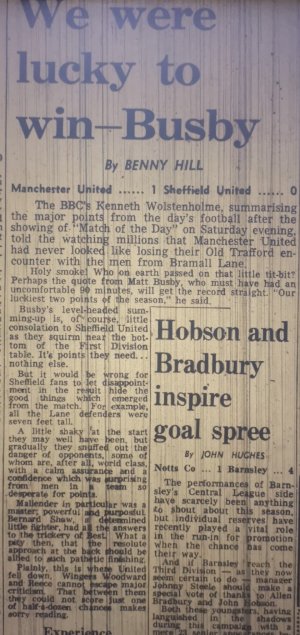 We were
lucky to
win—Busby
By BENNY HILL
Manchester United ...... 1 Sheffield United ...... 0
The BBC's Kenneth Wolstenholme, summarising
the major points from the day's football after the
showing of "Match of the Day" on Saturday evening,
told the watching millions that Manchester United
had never looked like losing their Old Trafford en-
counter with the men from Bramall Lane.
Holy smoke! Who on earth passed on that little tit-bit?
Perhaps the quote from Matt Busby, who must have had an
uncomfortable 90 minutes, will get the record straight. "Our
luckiest two points of the season," he said.
Busby's level-headed sum-
ming-up is, of course, little
consolation to Sheffield United
as they squirm near the bot-
tom of the First Division
table. It's points they need...
nothing else.
But it would be wrong for
Sheffield fans to let disappoint-
ment in the result hide the
good things which emerged
from the match. For example,
all the Lane defenders were
seven feet tall.
A little shaky at the start
they may well have been, but
gradually they snuffed out the
danger of opponents, some of
whom are, after all, world class,
with a calm assurance and a
confidence which was surprising
from men in a team so
desperate for points.
Mallender in particular was a
master; powerful and purposeful.
Bernard Shaw, a determined
little fighter, had all the answers
to the trickery of Best. What a
pity then, that the resolute
approach at the back should be
allied to such pathetic finishing.
Plainly, this is where United
fell down. Wingers Woodward
and Reece cannot escape major
criticism. That between them
they could not score just one
of half-a-dozen chances makes
sorry reading.
Experience
Hobson and
Bradbury
inspire
goal spree
By JOHN HUGHES
Notts Co ... 1 Barnsley ... 4
The performances of Barn-
sley's Central League side
have scarcely been anything
to shout about this season,
but individual reserves have
recently played a vital role
in the run-in for promotion
when the chance has come
their way.
And if Barnsley reach the
Third Division — as they now
seem certain to do — manager
Johnny Steele should make a
special vote of thanks to Allen
Bradbury and John Hobson.
Both these youngsters, having
languished in the shadows
during this campaign with a